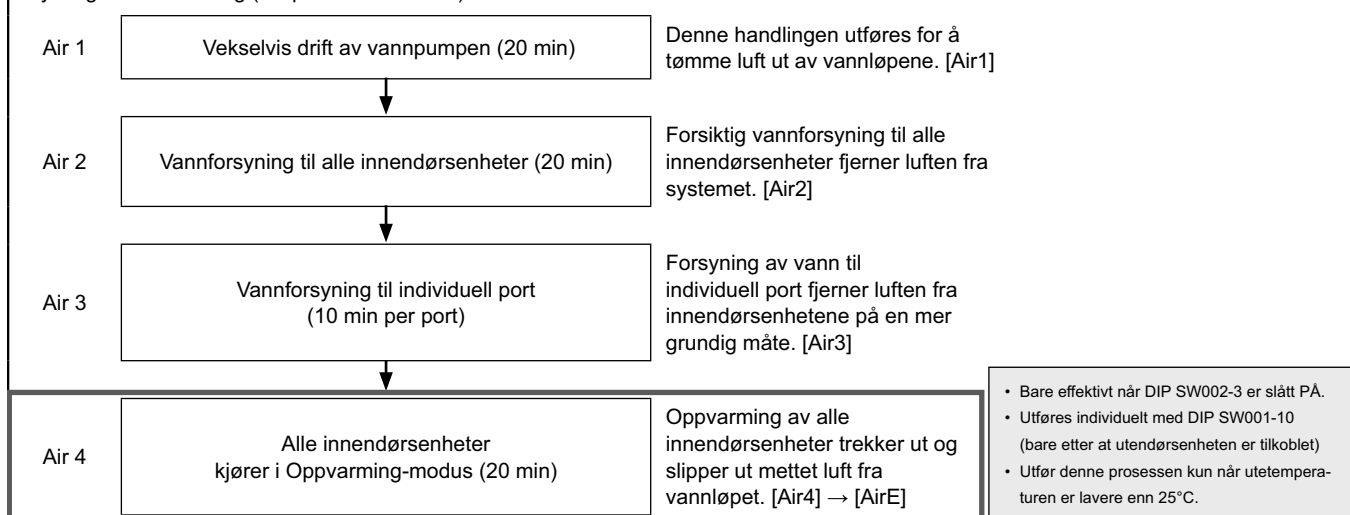 Air 1
Vekselvis drift av vannpumpen (20 min)
Denne handlingen utføres for å
tømme luft ut av vannløpene. [Air1]
Air 2
Vannforsyning til alle innendørsenheter (20 min)
Forsiktig vannforsyning til alle
innendørsenheter fjerner luften fra
systemet. [Air2]
Air 3
Vannforsyning til individuell port
(10 min per port)
Forsyning av vann til
individuell port fjerner luften fra
innendørsenhetene på en mer
grundig måte. [Air3]
Air 4
Alle innendørsenheter
kjører i Oppvarming-modus (20 min)
Oppvarming av alle
innendørsenheter trekker ut og
slipper ut mettet luft fra
vannløpet. [Air4] → [AirE]
• Bare effektivt når DIP SW002-3 er slått PÅ.
• Utføres individuelt med DIP SW001-10
(bare etter at utendørsenheten er tilkoblet)
• Utfør denne prosessen kun når utetempera-
turen er lavere enn 25°C.